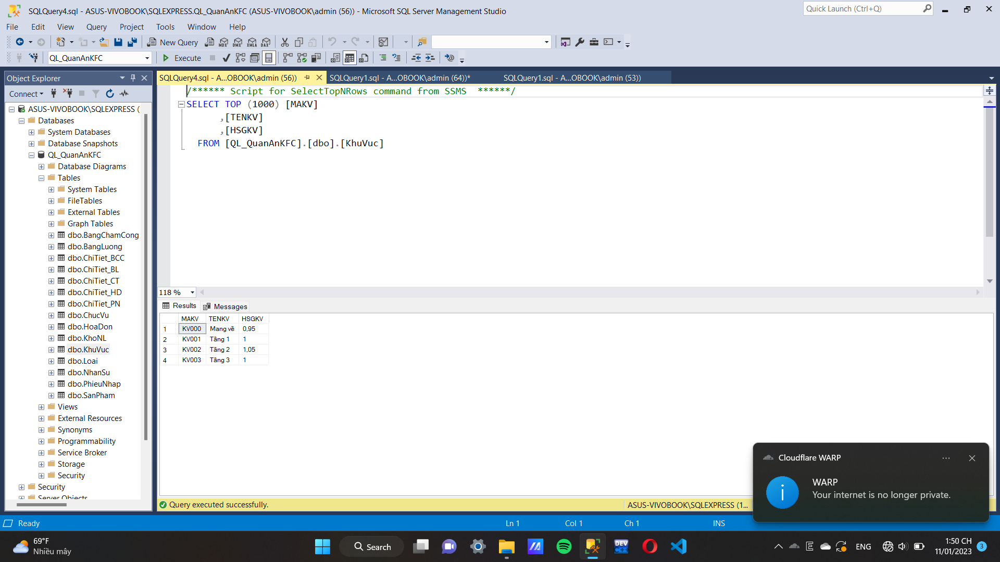 SQLQuery4.sql - ASUS-VIVOBOOK\SQLEXPRESS.QL_QuanAnKFC (ASUS-VIVOBOOK\admin (56)) - Microsoft SQL Server Management Studio
Quick Launch (Ctrl+Q)
File Edit View Query Project Tools Window Help
New Query
MDX DMX XMLA DAX
QL_QuanAnKFC
Execute
Object Explorer
Connect
ASUS-VIVOBOOK\SQLEXPRESS (
Databases
System Databases
Database Snapshots
QL_QuanAnKFC
Database Diagrams
Tables
System Tables
FileTables
External Tables
Graph Tables
dbo.BangChamCong
dbo.BangLuong
dbo.ChiTiet_BCC
dbo.ChiTiet_BL
dbo.ChiTiet_CT
dbo.ChiTiet_HD
dbo.ChiTiet_PN
dbo.ChucVu
dbo.HoaDon
dbo.KhoNL
dbo.KhuVuc
dbo.Loai
dbo.NhanSu
dbo.PhieuNhap
dbo.SanPham
Views
External Resources
Synonyms
Programmability
Service Broker
Storage
Security
Security
Server Objects
SQLQuery4.sql - A...OBOOK\admin (56)) SQLQuery1.sql - A...OBOOK\admin (64))* SQLQuery1.sql - A...OBOOK\admin (53))
/****** Script for SelectTopNRows command from SSMS ******/
SELECT TOP (1000) [MAKV]
,[TENKV]
,[HSGKV]
FROM [QL_QuanAnKFC].[dbo].[KhuVuc]
118 %
Results Messages
MAKV TENKV HSGKV
1 KV000 Mang về 0,95
2 KV001 Tầng 1 1
3 KV002 Tầng 2 1,05
4 KV003 Tầng 3 1
Query executed successfully.
ASUS-VIVOBOOK\SQLEXPRESS (1...
Cloudflare WARP
WARP
Your internet is no longer private.
Ready
Ln 1 Col 1 Ch 1 INS
69°F
Nhiều mây
Search
DEV
C++
ENG
1:50 CH
11/01/2023
3